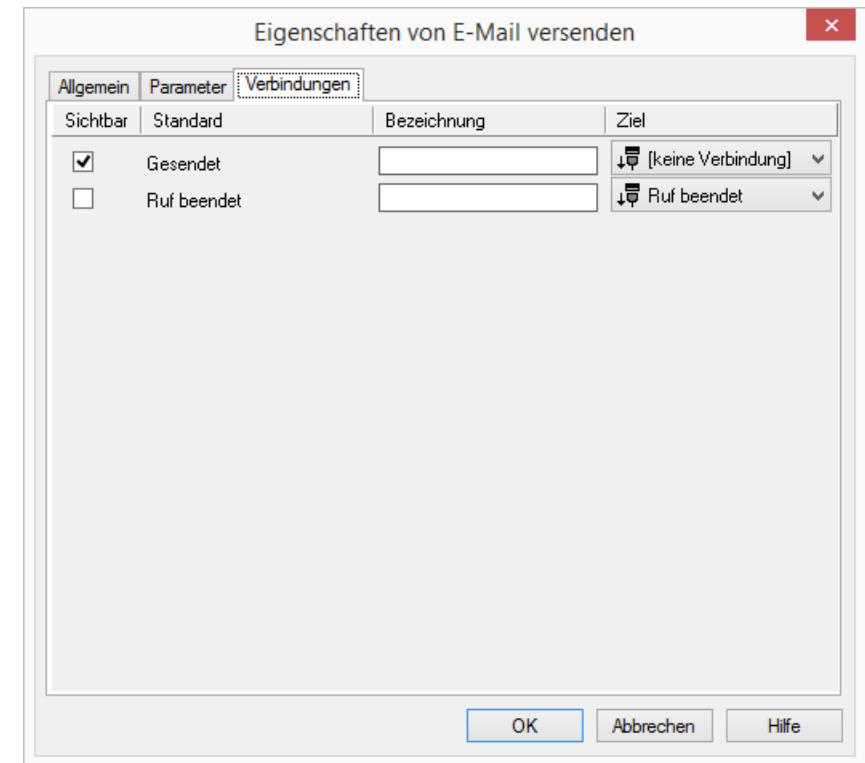 Eigenschaften von E-Mail versenden
Allgemein Parameter Verbindungen
Sichtbar Standard Bezeichnung Ziel
Gesendet [keine Verbindung]
Ruf beendet Ruf beendet
OK Abbrechen Hilfe